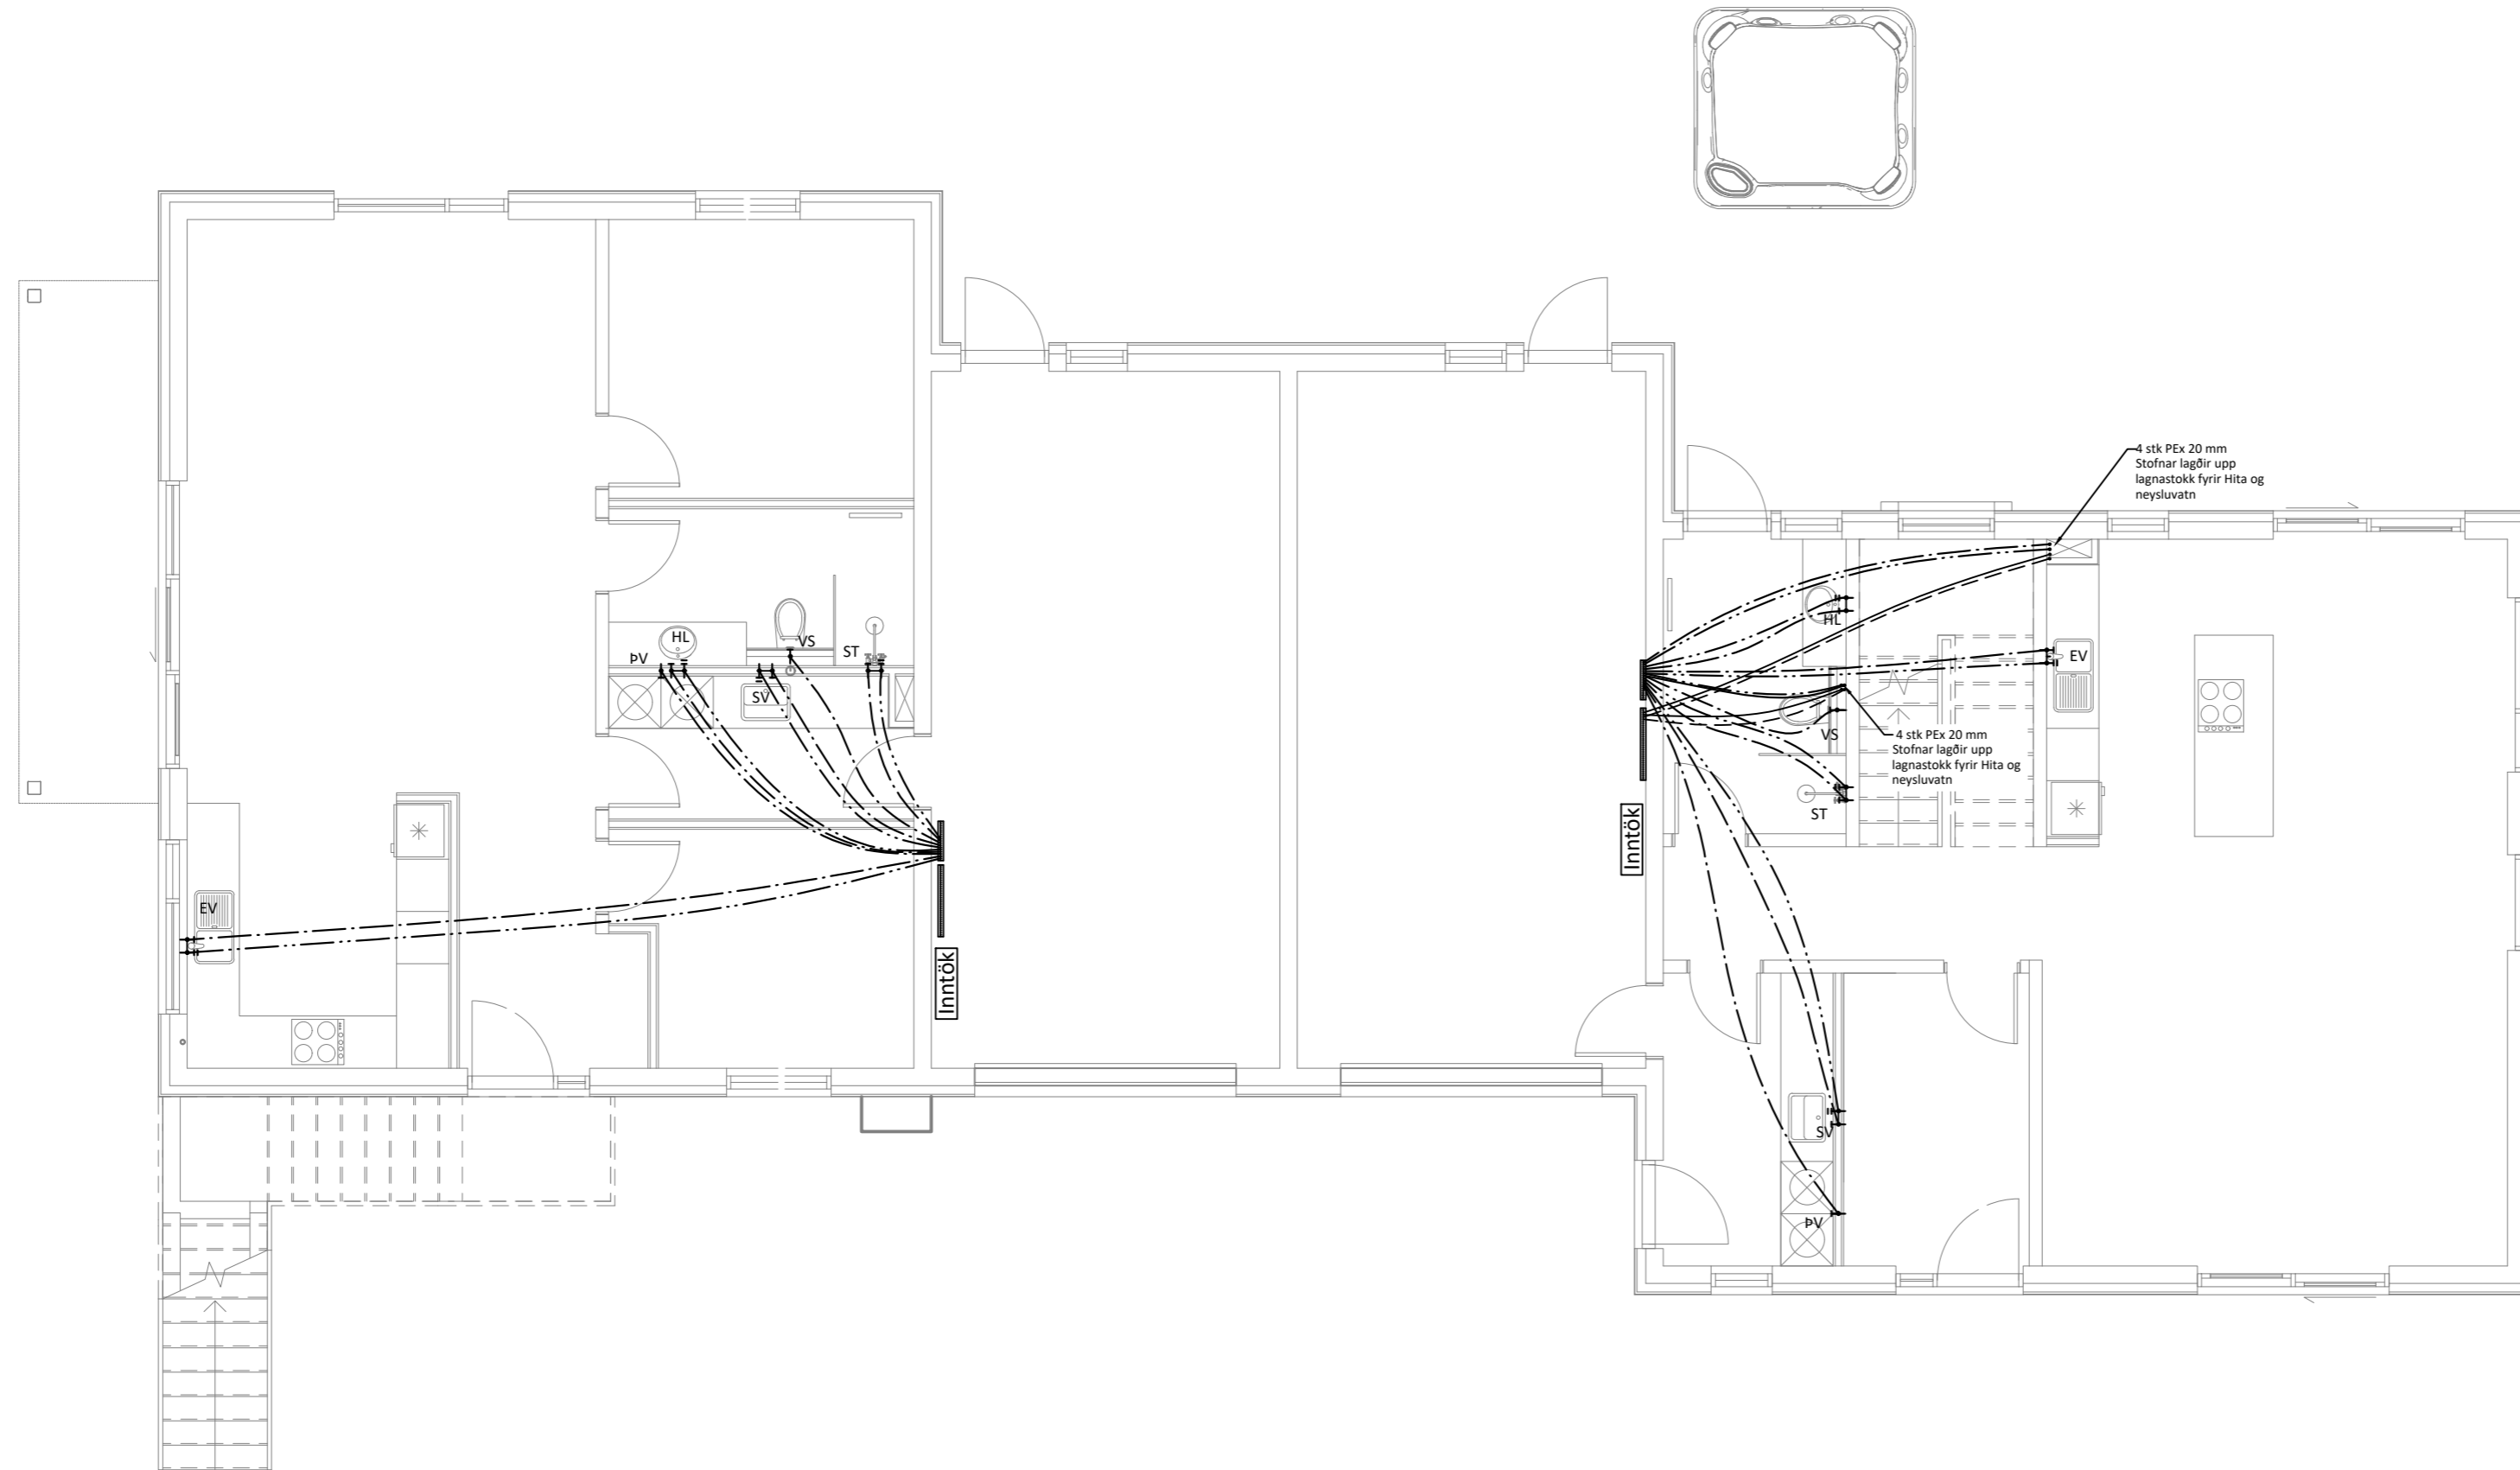 4 stk PEx 20 mm
Stofnar lagðir upp
lagnastokk fyrir Hita og
neysluvatn
HL
VS
ÞV
ST
SV
EV
Inntök
HL
EV
VS
4 stk PEx 20 mm
Stofnar lagðir upp
lagnastokk fyrir Hita og
neysluvatn
ST
Inntök
SV
ÞV